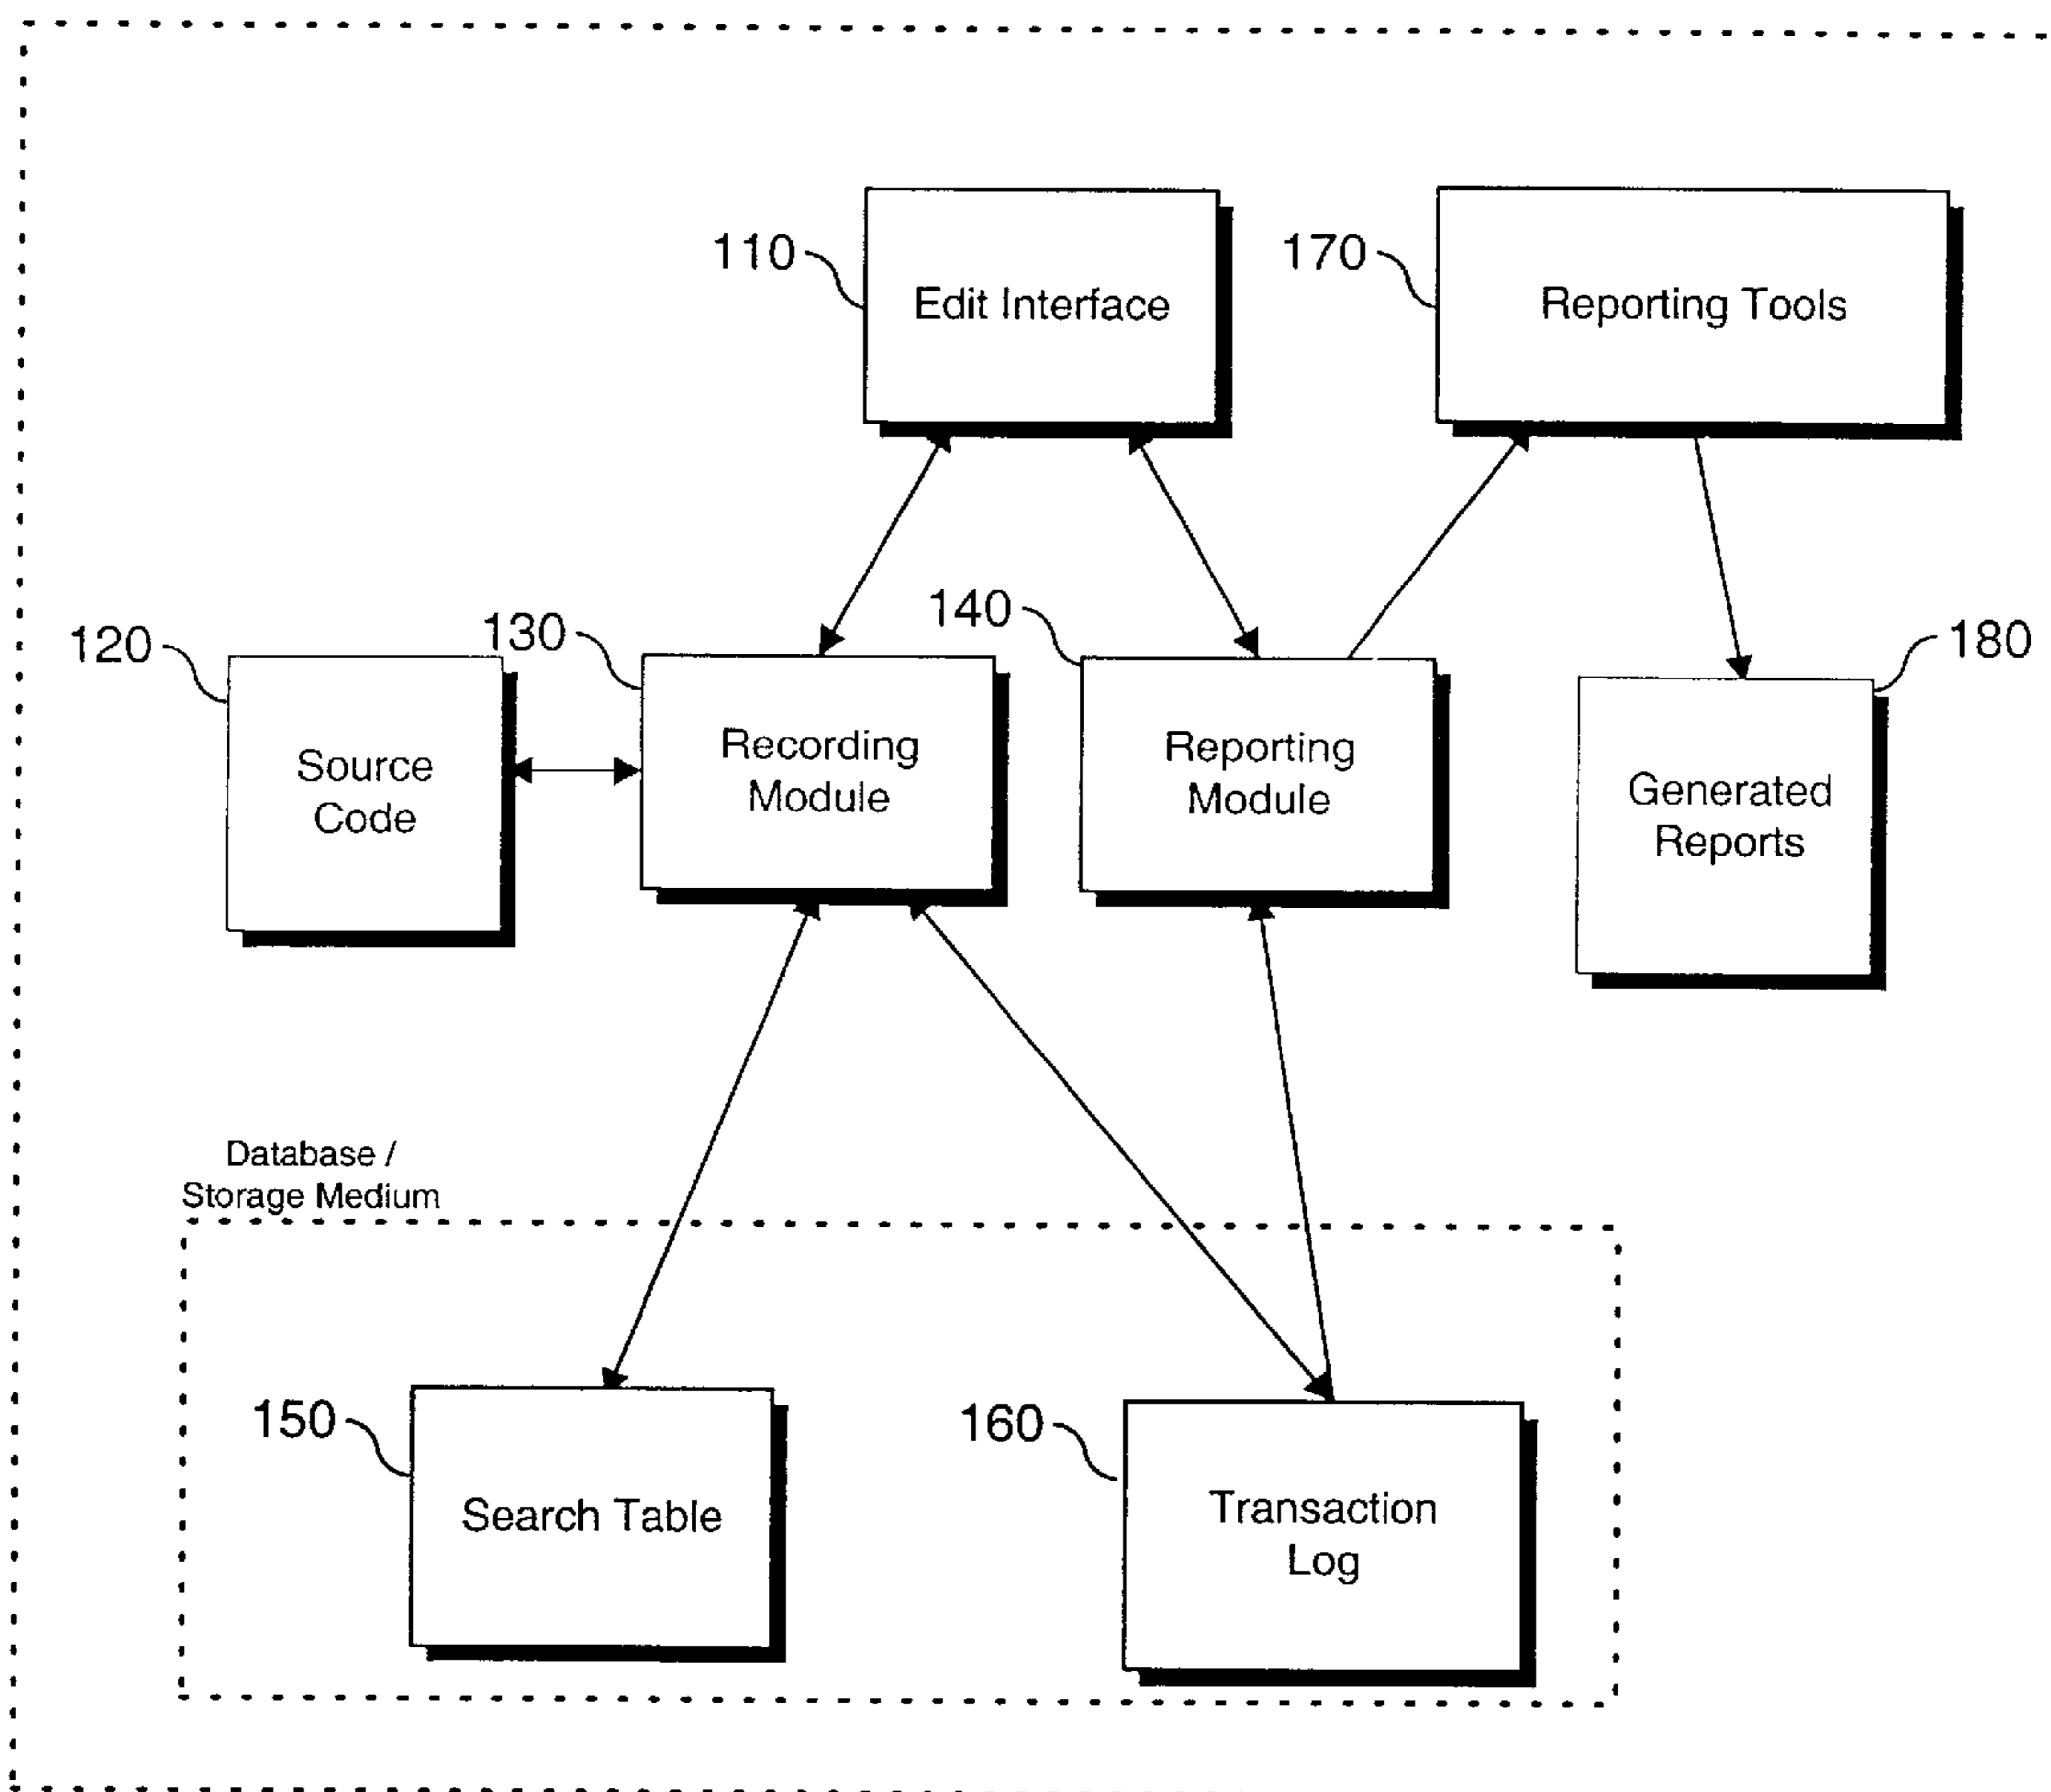 110
Edit Interface
170
Reporting Tools
120
Source
Code
130
Recording
Module
140
Reporting
Module
180
Generated
Reports
Database /
Storage Medium
150
Search Table
160
Transaction
Log